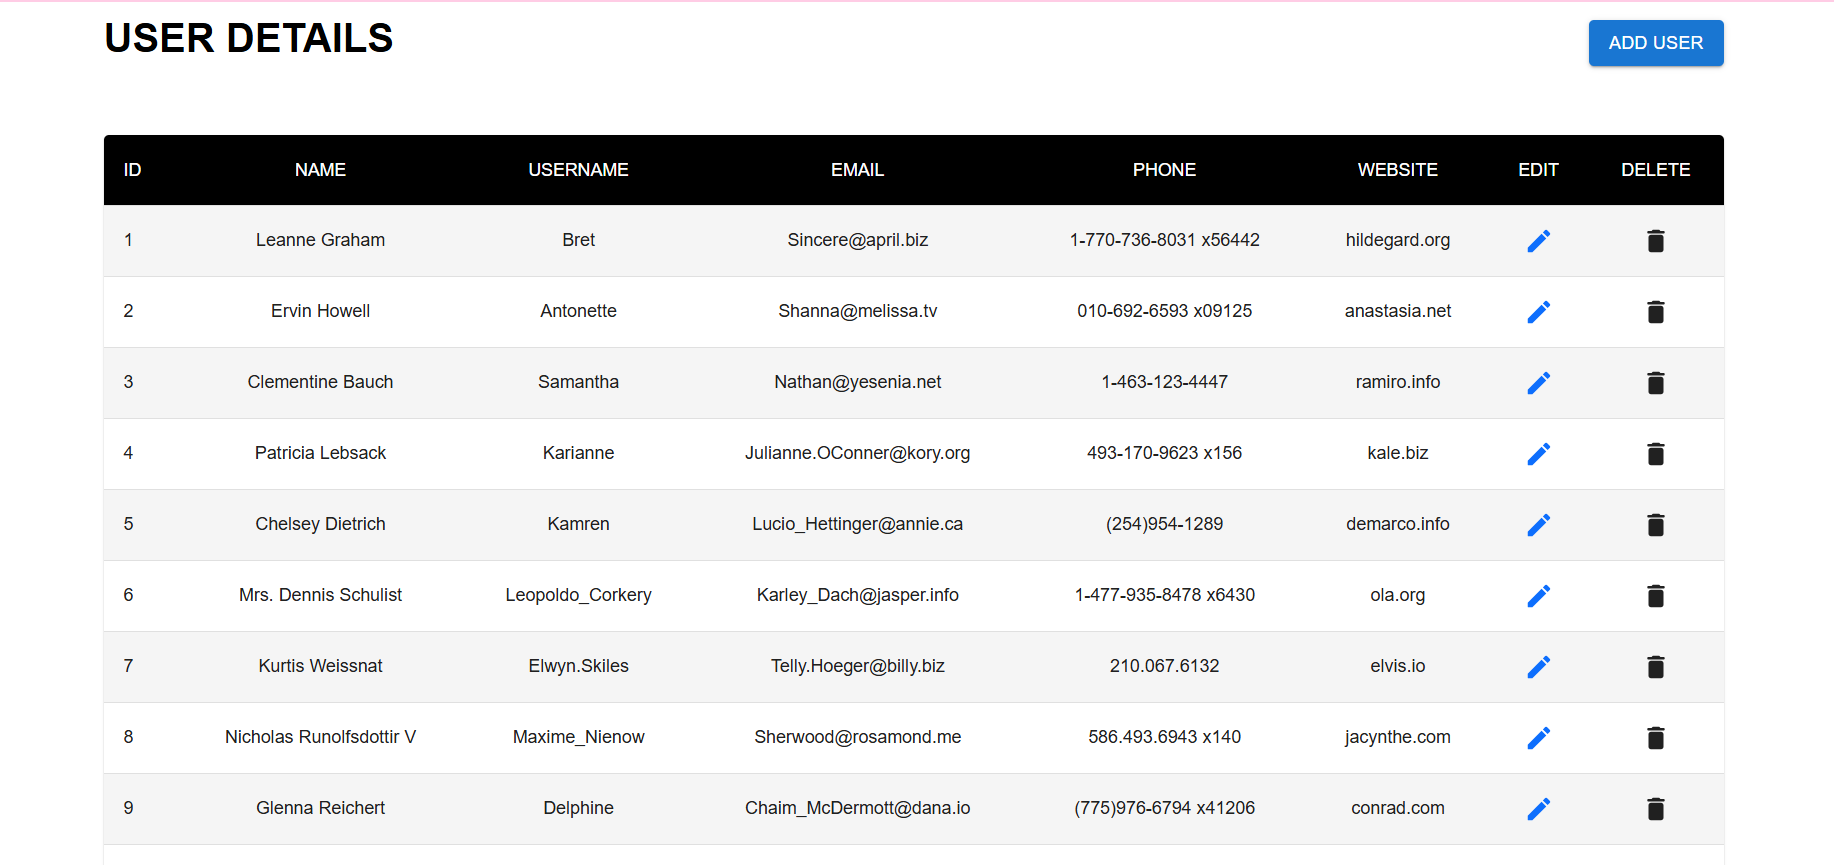 USER DETAILS
ADD USER
ID NAME USERNAME EMAIL PHONE WEBSITE EDIT DELETE
1 Leanne Graham Bret Sincere@april.biz 1-770-736-8031 x56442 hildegard.org
2 Ervin Howell Antonette Shanna@melissa.tv 010-692-6593 x09125 anastasia.net
3 Clementine Bauch Samantha Nathan@yesenia.net 1-463-123-4447 ramiro.info
4 Patricia Lebsack Karianne Julianne.OConner@kory.org 493-170-9623 x156 kale.biz
5 Chelsey Dietrich Kamren Lucio_Hettinger@annie.ca (254)954-1289 demarco.info
6 Mrs. Dennis Schulist Leopoldo_Corkery Karley_Dach@jasper.info 1-477-935-8478 x6430 ola.org
7 Kurtis Weissnat Elwyn.Skiles Telly.Hoeger@billy.biz 210.067.6132 elvis.io
8 Nicholas Runolfsdottir V Maxime_Nienow Sherwood@rosamond.me 586.493.6943 x140 jacynthe.com
9 Glenna Reichert Delphine Chaim_McDermott@dana.io (775)976-6794 x41206 conrad.com